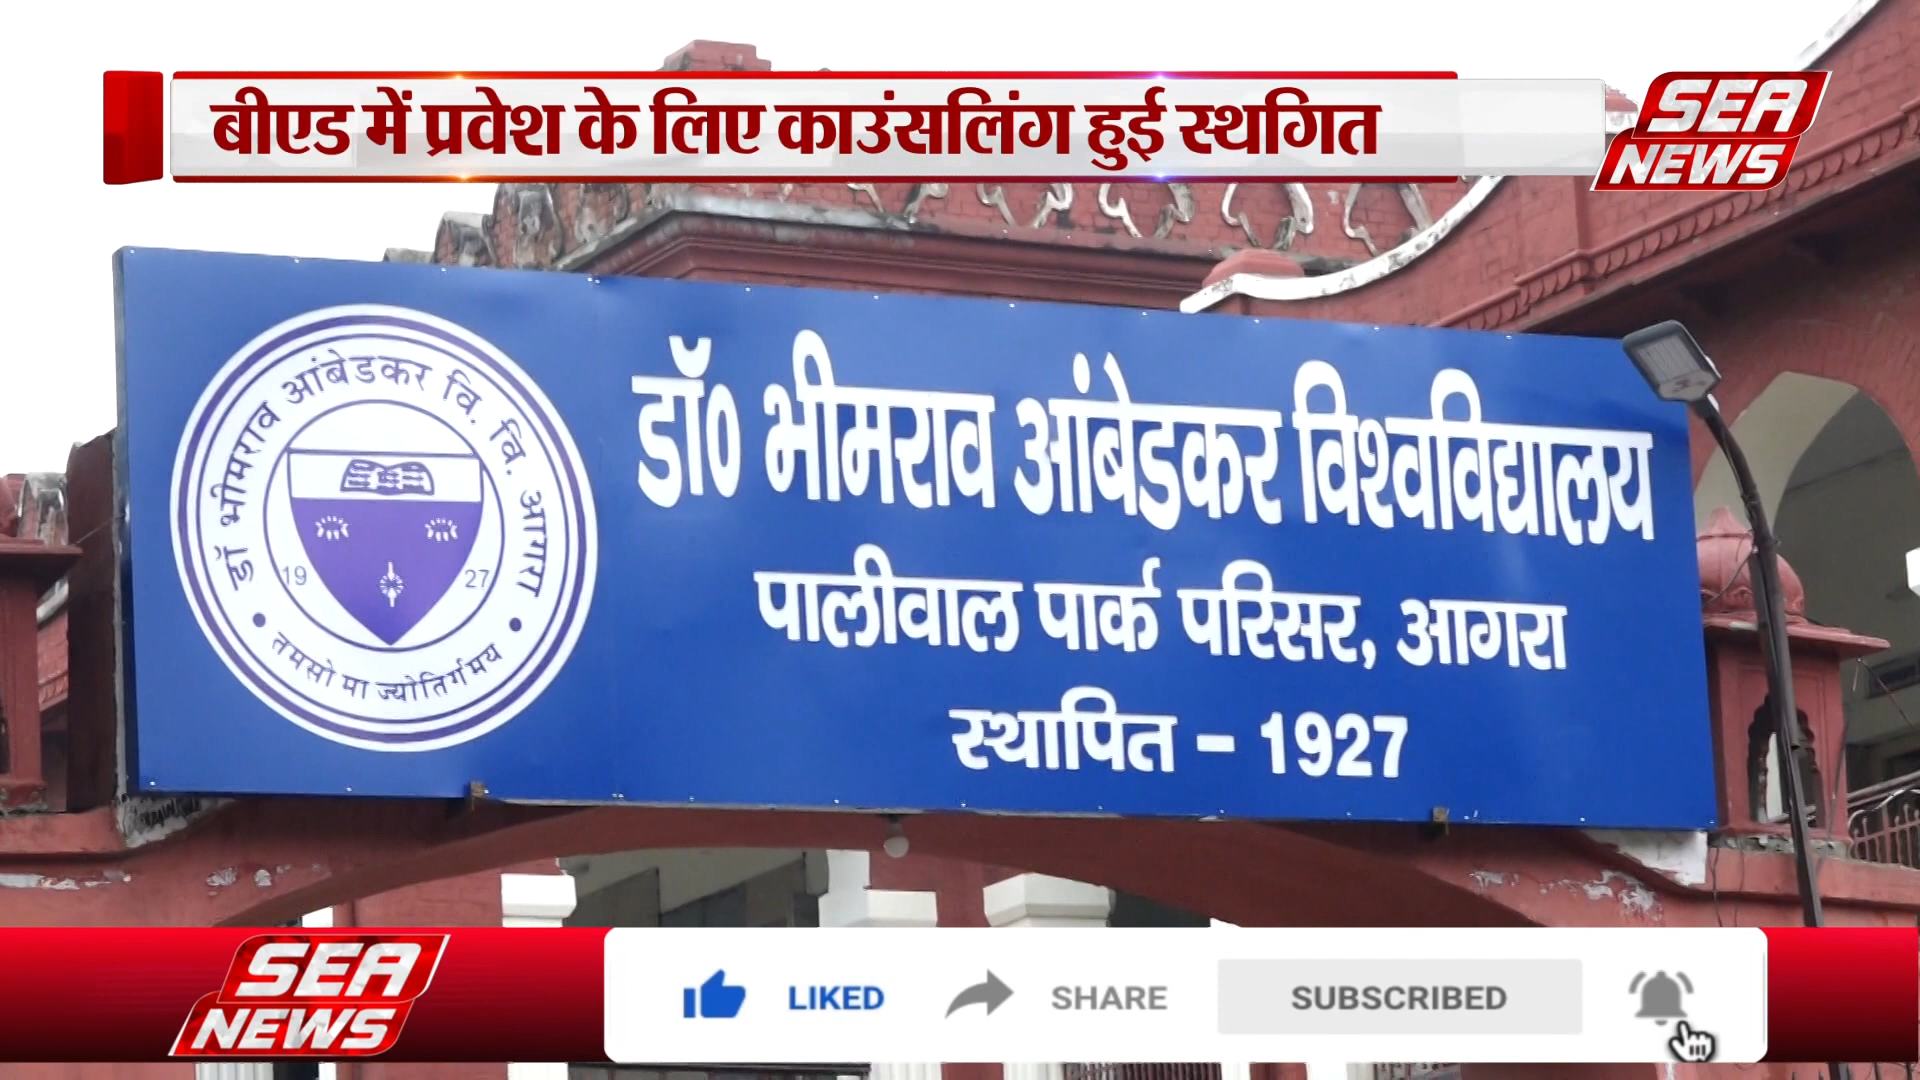 बीएड में प्रवेश के लिए काउंसलिंग हुई स्थगित
SEA
NEWS
डॉ भीमराव आंबेडकर वि. वि. आगरा
19 27
तमसो मा ज्योतिर्गमय
डॉ० भीमराव आंबेडकर विश्वविद्यालय
पालीवाल पार्क परिसर, आगरा
स्थापित - 1927
SEA
NEWS
LIKED
SHARE
SUBSCRIBED